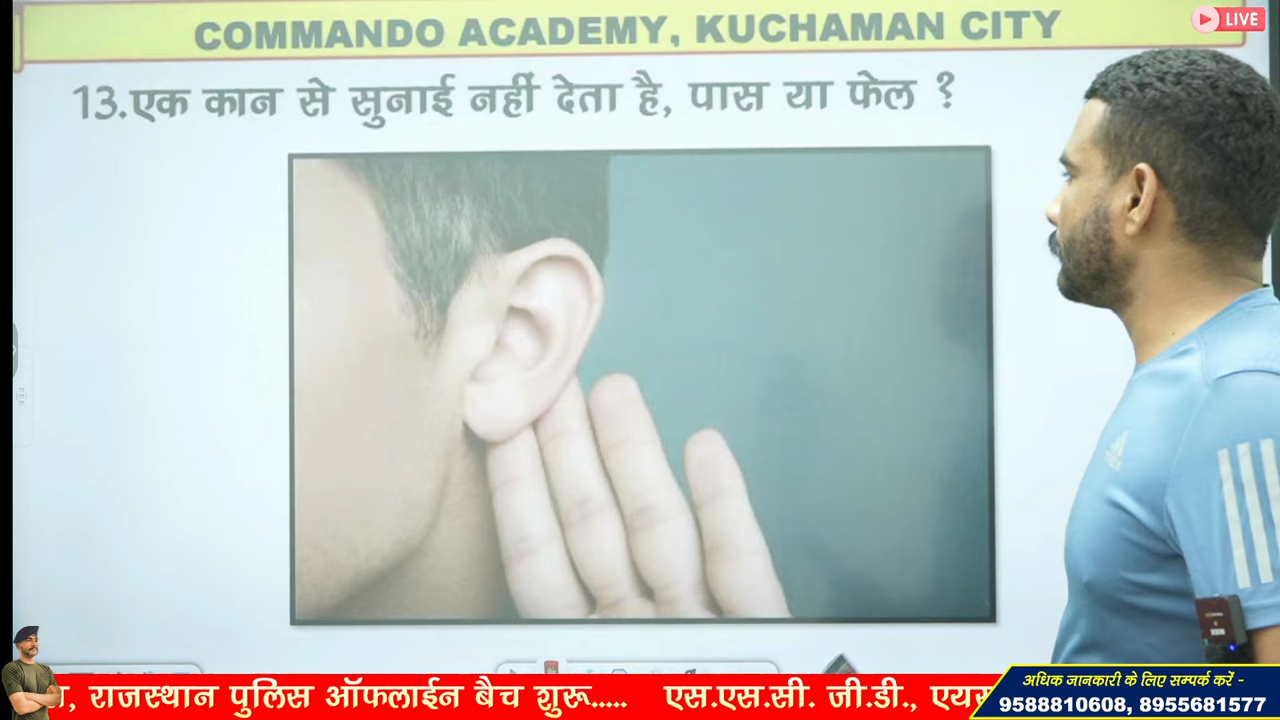 COMMANDO ACADEMY, KUCHAMAN CITY
LIVE
13.एक कान से सुनाई नहीं देता है, पास या फेल ?
राजस्थान पुलिस ऑफलाईन बैच शुरू..... एस.एस.सी. जी.डी.,
अधिक जानकारी के लिए सम्पर्क करें -
9588810608, 8955681577